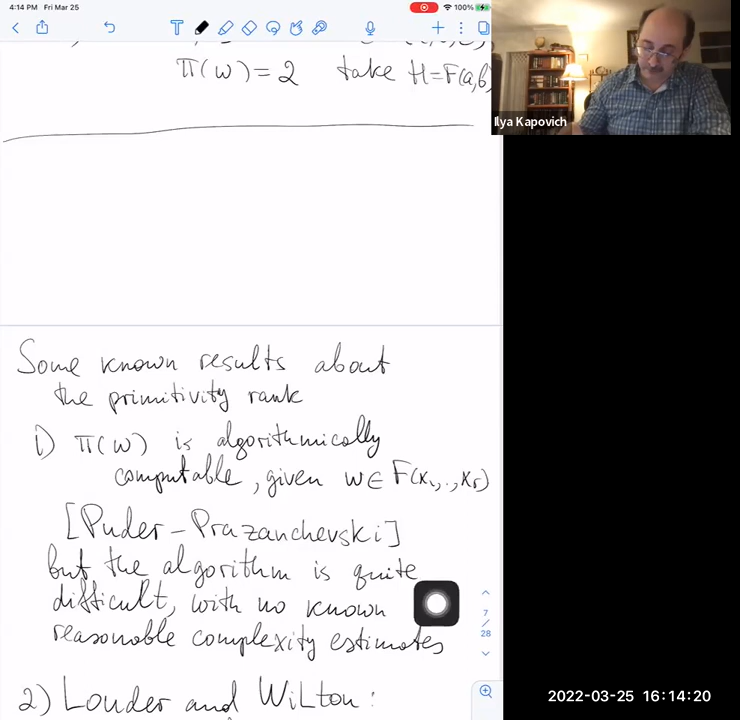 4:14 PM Fri Mar 25
100%
π(w) = 2 take H=F(a,b)
Ilya Kapovich
Some known results about
the primitivity rank
1) π(w) is algorithmically
computable, given w∈ F(x₁,..,xᵣ)
[Puder-Prazanchevski]
but the algorithm is quite
difficult, with no known
reasonable complexity estimates
7
/
28
2) Louder and Wilton:
2022-03-25 16:14:20